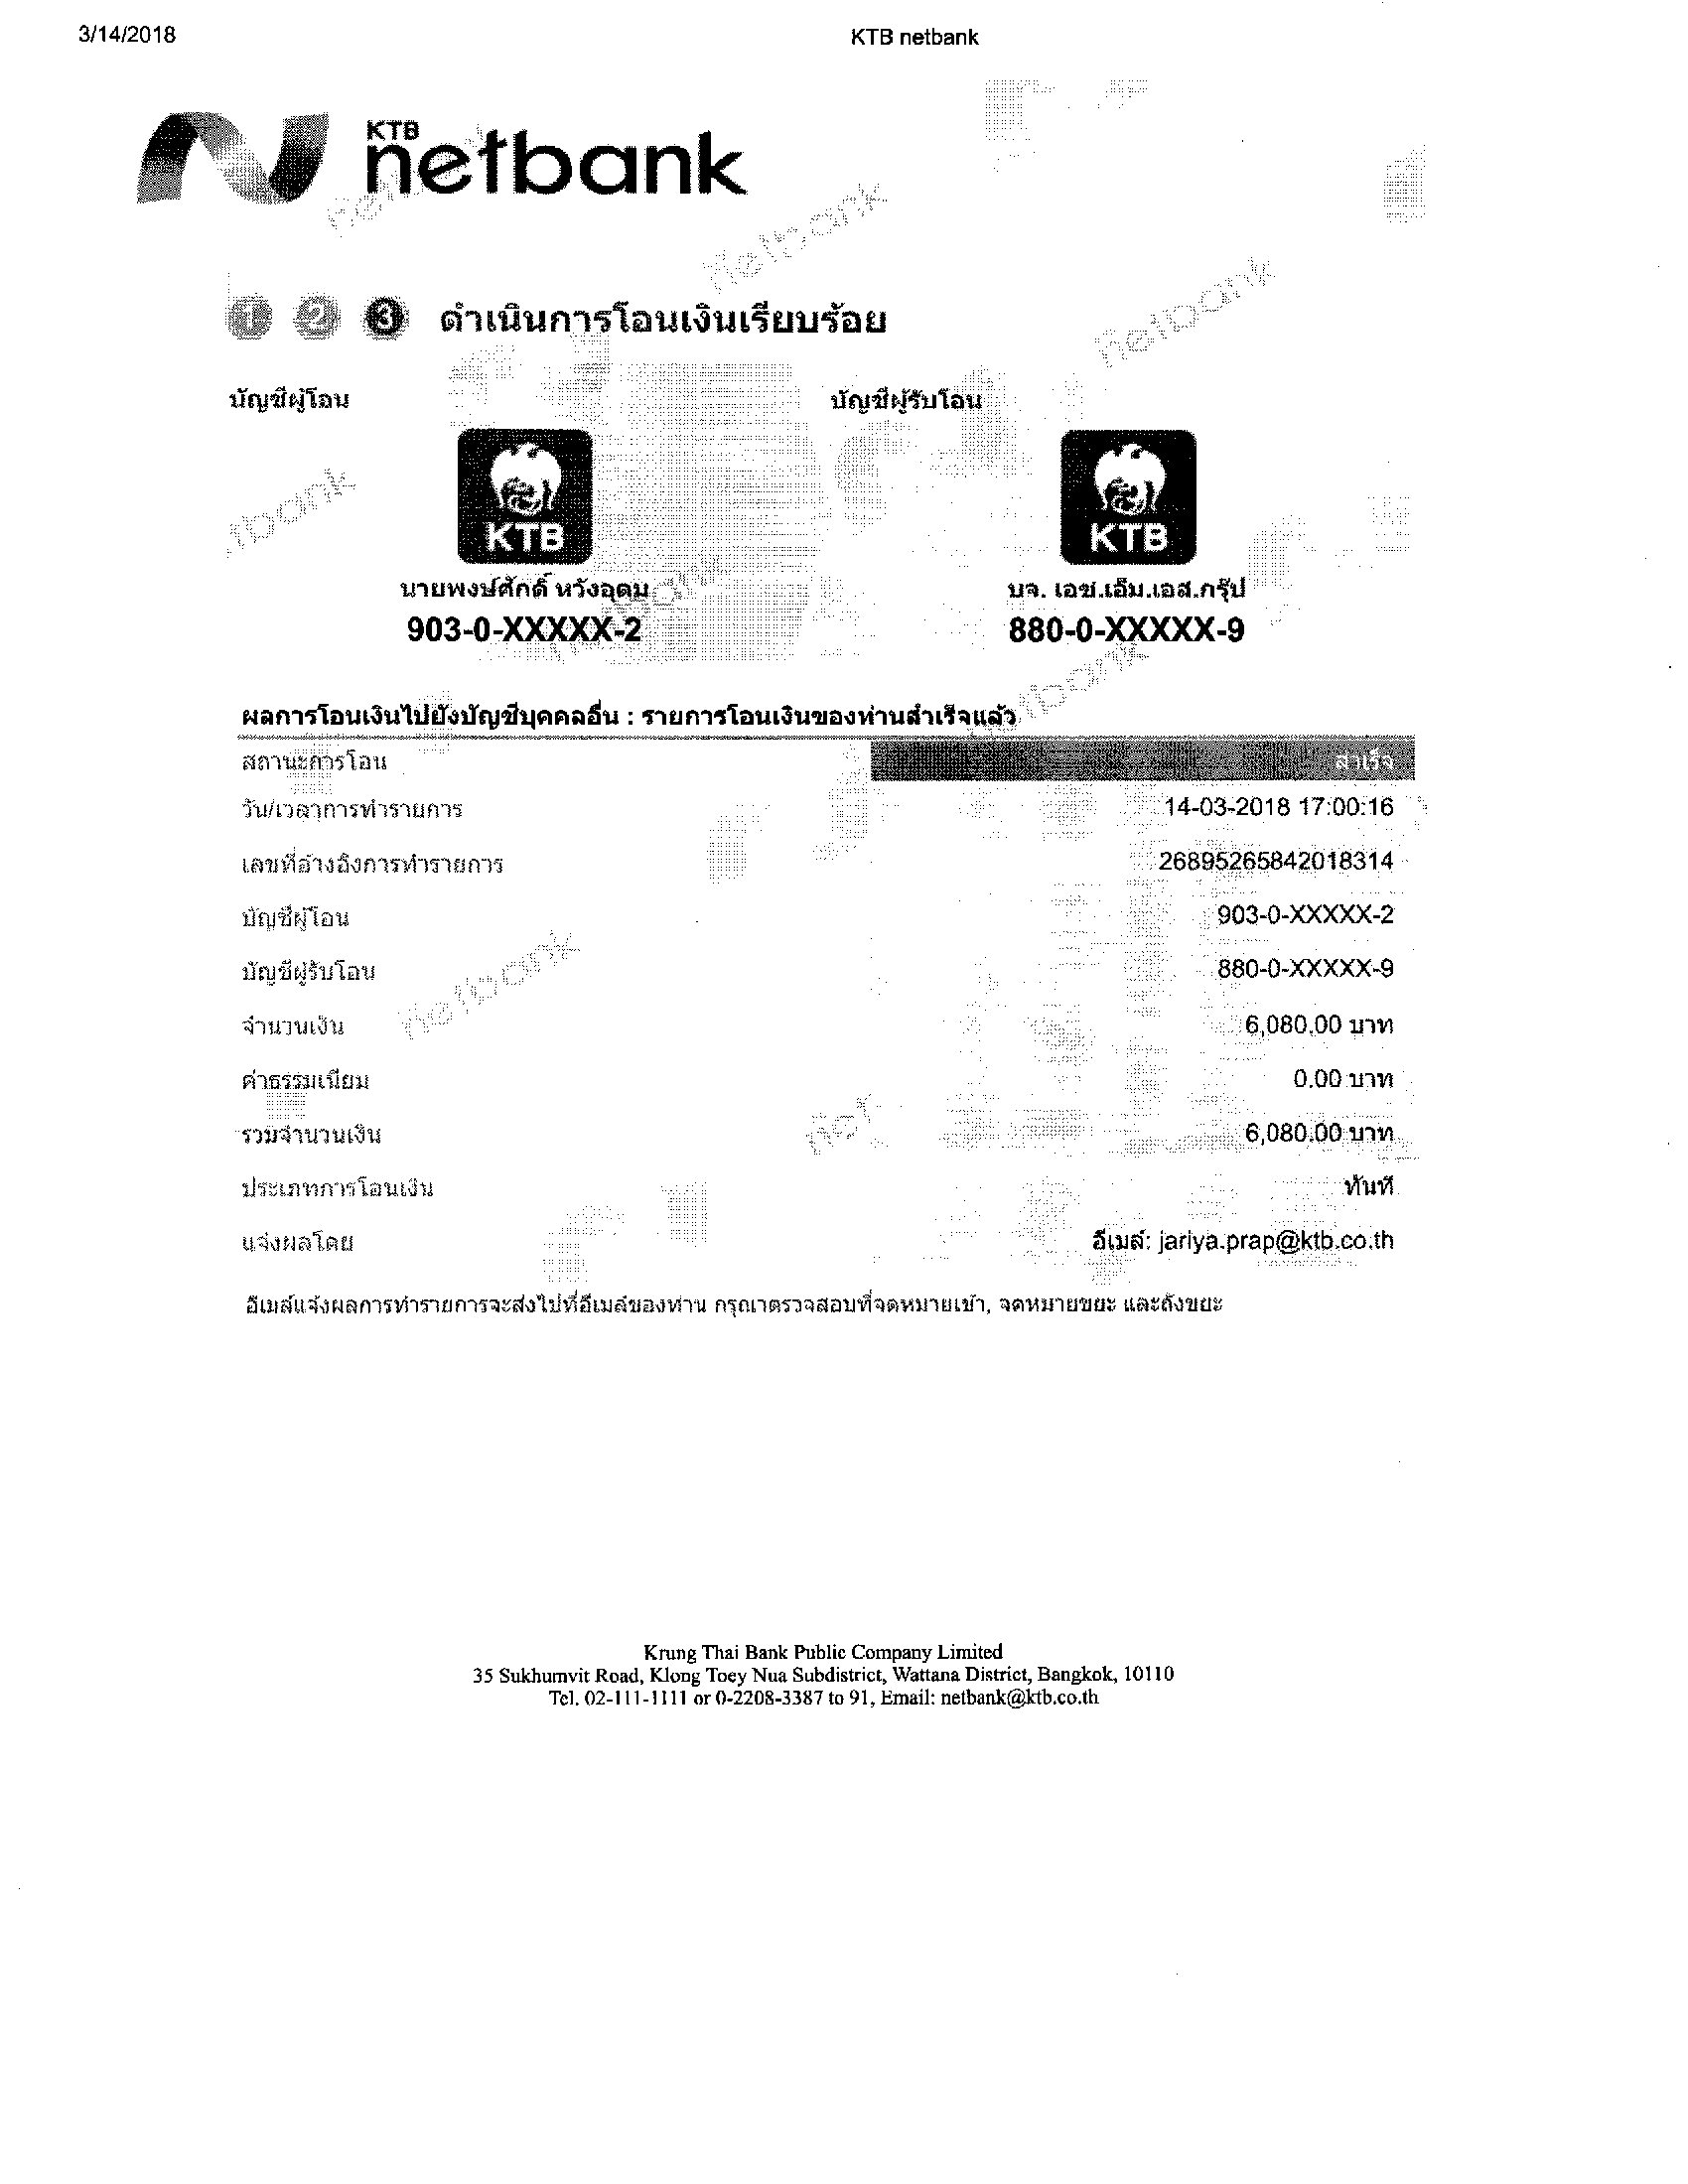 3/14/2018 KTB netbank
KTB
netbank
netbank
netbank
netbank
1 2 3 ดำเนินการโอนเงินเรียบร้อย
บัญชีผู้โอน บัญชีผู้รับโอน
KTB KTB
นายพงษ์ศักดิ์ หวังอุดม บจ. เอช.เอ็ม.เอส.กรุ๊ป
903-0-XXXXX-2 880-0-XXXXX-9
ผลการโอนเงินไปยังบัญชีบุคคลอื่น : รายการโอนเงินของท่านสำเร็จแล้ว
สถานะการโอน สำเร็จ
วัน/เวลาการทำรายการ 14-03-2018 17:00:16
เลขที่อ้างอิงการทำรายการ 26895265842018314
บัญชีผู้โอน 903-0-XXXXX-2
บัญชีผู้รับโอน 880-0-XXXXX-9
netbank
จำนวนเงิน 6,080.00 บาท
ค่าธรรมเนียม 0.00 บาท
รวมจำนวนเงิน 6,080.00 บาท
ประเภทการโอนเงิน ทันที
แจ้งผลโดย อีเมล์: jariya.prap@ktb.co.th
อีเมล์แจ้งผลการทำรายการจะส่งไปที่อีเมล์ของท่าน กรุณาตรวจสอบที่จดหมายเข้า, จดหมายขยะ และถังขยะ
Krung Thai Bank Public Company Limited
35 Sukhumvit Road, Klong Toey Nua Subdistrict, Wattana District, Bangkok, 10110
Tel. 02-111-1111 or 0-2208-3387 to 91, Email: netbank@ktb.co.th